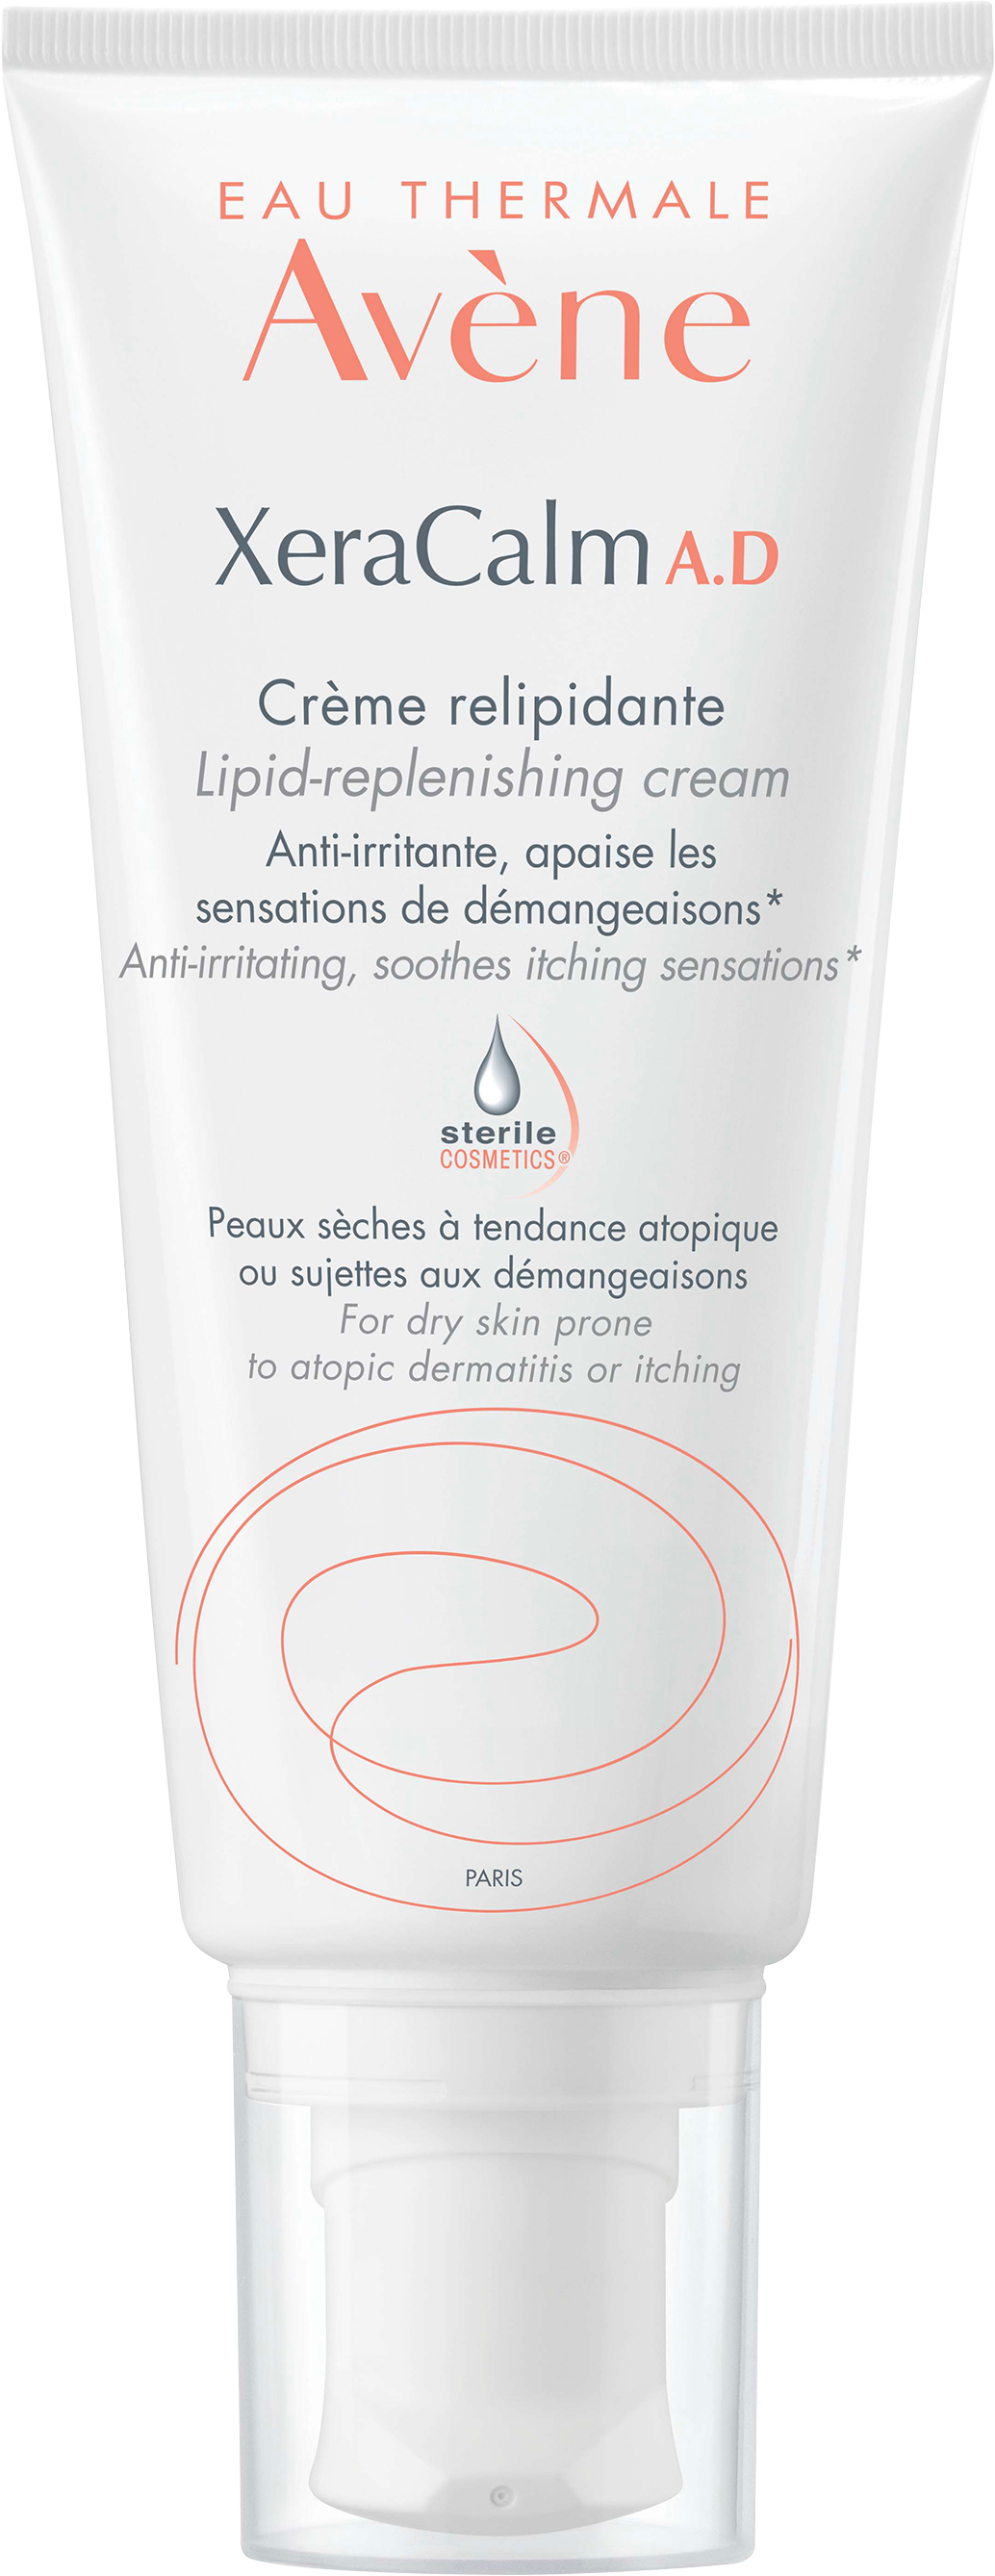 EAU THERMALE
Avène
XeraCalm A.D
Crème relipidante
Lipid-replenishing cream
Anti-irritante, apaise les
sensations de démangeaisons*
Anti-irritating, soothes itching sensations*
sterile
COSMETICS®
Peaux sèches à tendance atopique
ou sujettes aux démangeaisons
For dry skin prone
to atopic dermatitis or itching
PARIS